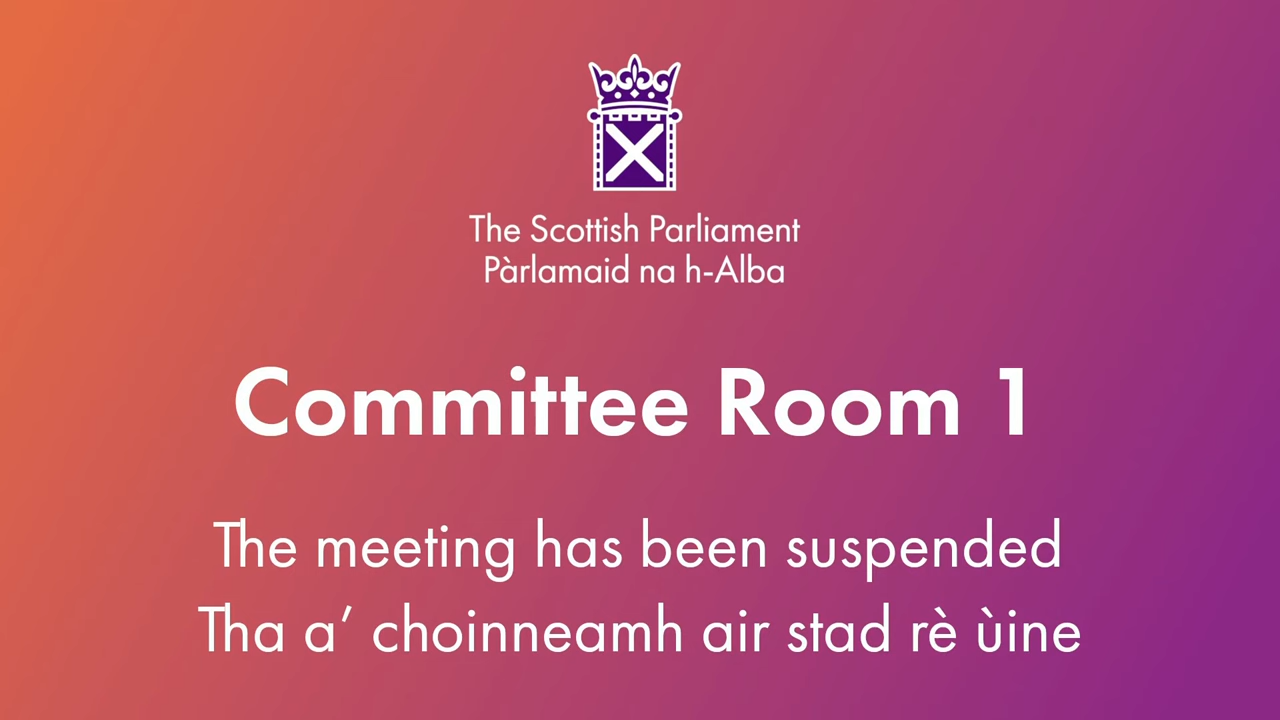 The Scottish Parliament
Pàrlamaid na h-Alba
Committee Room 1
The meeting has been suspended
Tha a’ choinneamh air stad rè ùine